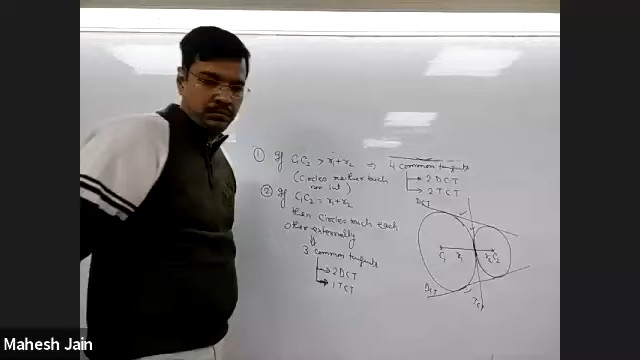 ① If C₁C₂ > r₁+r₂ ⇒ 4 common tangents
(Circles neither touch
nor int)
→ 2 DCT
→ 2 TCT
② If
C₁C₂ = r₁+r₂
then circles touch each
other externally
If
3 common tangents
→ 2 DCT
→ 1 TCT
DCT
C₁ r₁ r₂ C₂
DCT
TCT
Mahesh Jain